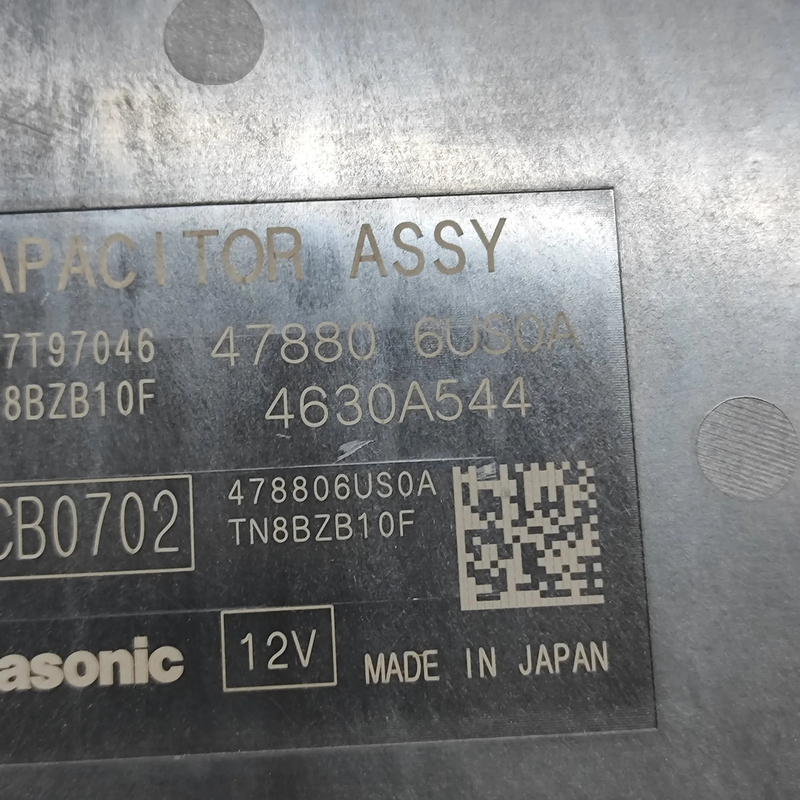 APACITOR ASSY
7T97046 47880 6US0A
8BZB10F 4630A544
CB0702
478806US0A
TN8BZB10F
asonic
12V
MADE IN JAPAN